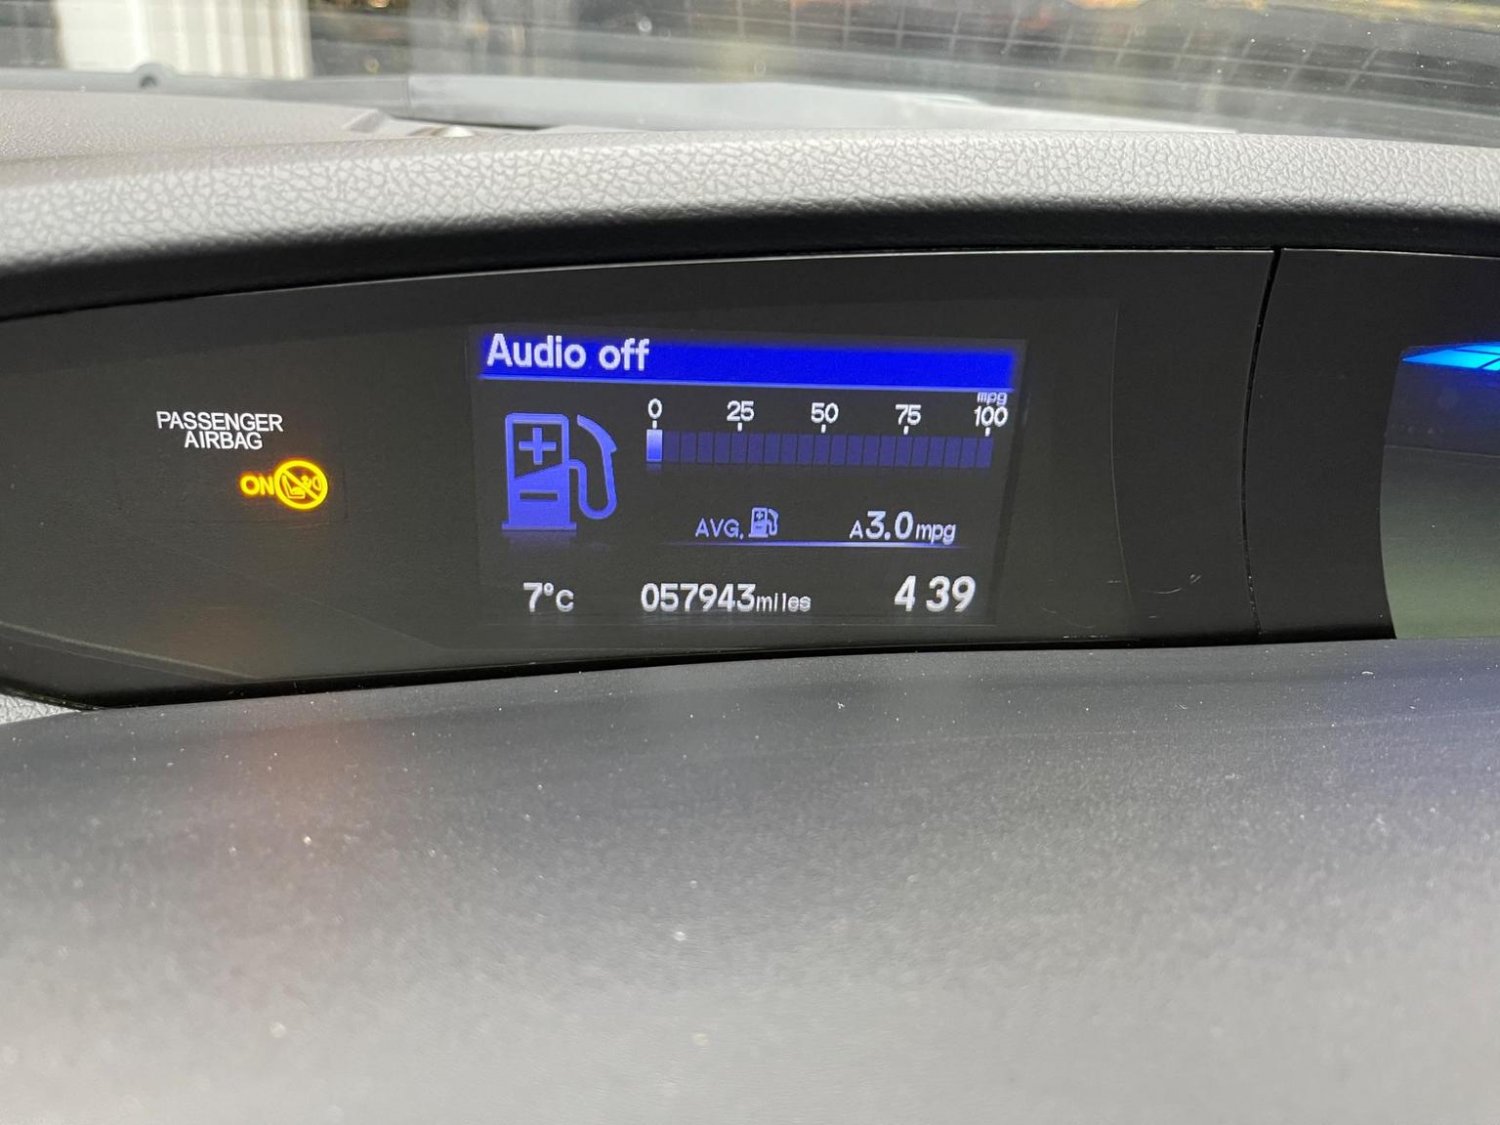 Audio off
mpg
0 25 50 75 100
PASSENGER
AIRBAG
ON
AVG. A3.0mpg
7°C 057943miles 4 39